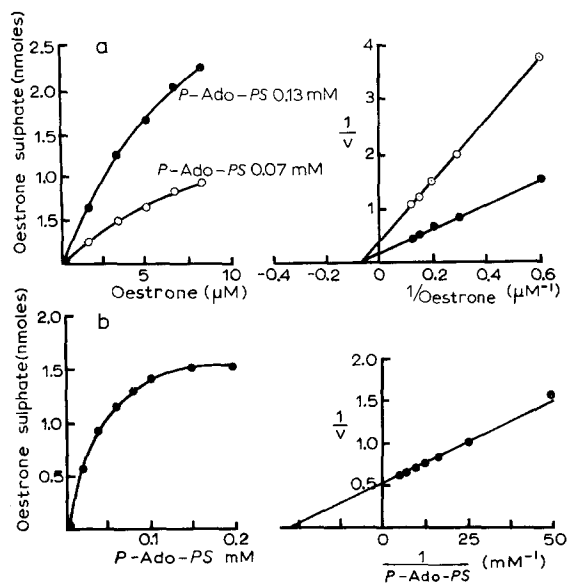 a
Oestrone sulphate (nmoles)
2.5
2.0
1.5
1.0
1.5
0
5
10
Oestrone (µM)
P-Ado-PS 0.13 mM
P-Ado-PS 0.07 mM
1
v
4
3
2
1
-0.4
-0.2
0
0.2
0.4
0.6
1/Oestrone (µM⁻¹)
b
Oestrone sulphate (nmoles)
2.0
1.5
1.0
0.5
0
0.1
0.2
P-Ado-PS mM
1
v
2.0
1.5
1.0
0.5
0
25
50
1
P-Ado-PS
(mM⁻¹)